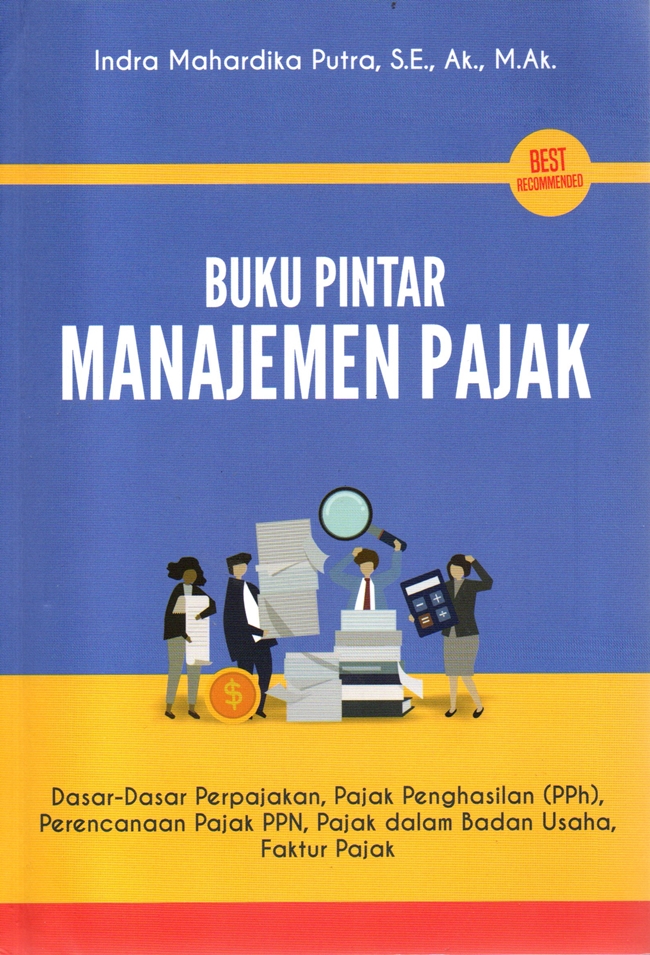 Indra Mahardika Putra, S.E., Ak., M.Ak.
BEST
RECOMMENDED
BUKU PINTAR
MANAJEMEN PAJAK
$
Dasar-Dasar Perpajakan, Pajak Penghasilan (PPh),
Perencanaan Pajak PPN, Pajak dalam Badan Usaha,
Faktur Pajak